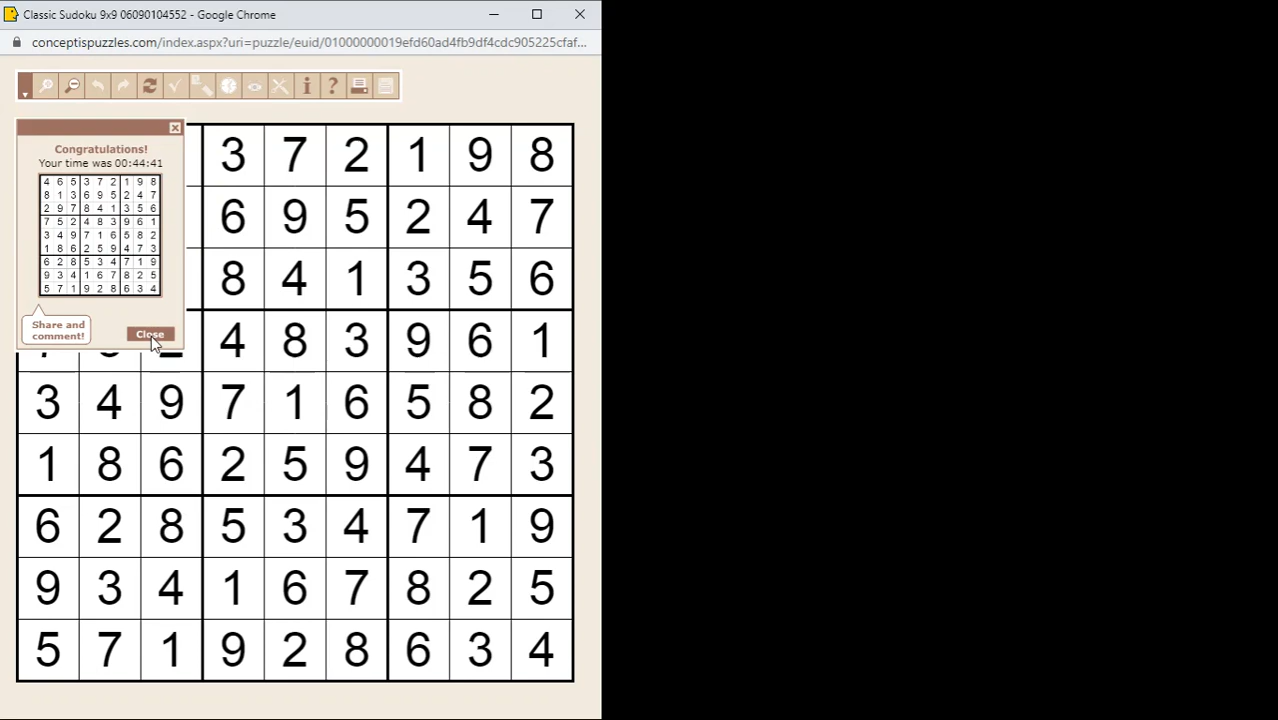 Classic Sudoku 9x9 06090104552 - Google Chrome
conceptispuzzles.com/index.aspx?uri=puzzle/euid/01000000019efd60ad4fb9df4cdc905225cfaf...
Congratulations!
Your time was 00:44:41
4 6 5 3 7 2 1 9 8
8 1 3 6 9 5 2 4 7
2 9 7 8 4 1 3 5 6
7 5 2 4 8 3 9 6 1
3 4 9 7 1 6 5 8 2
1 8 6 2 5 9 4 7 3
6 2 8 5 3 4 7 1 9
9 3 4 1 6 7 8 2 5
5 7 1 9 2 8 6 3 4
Share and
comment!
Close
3 7 2 1 9 8
6 9 5 2 4 7
8 4 1 3 5 6
4 8 3 9 6 1
3 4 9 7 1 6 5 8 2
1 8 6 2 5 9 4 7 3
6 2 8 5 3 4 7 1 9
9 3 4 1 6 7 8 2 5
5 7 1 9 2 8 6 3 4